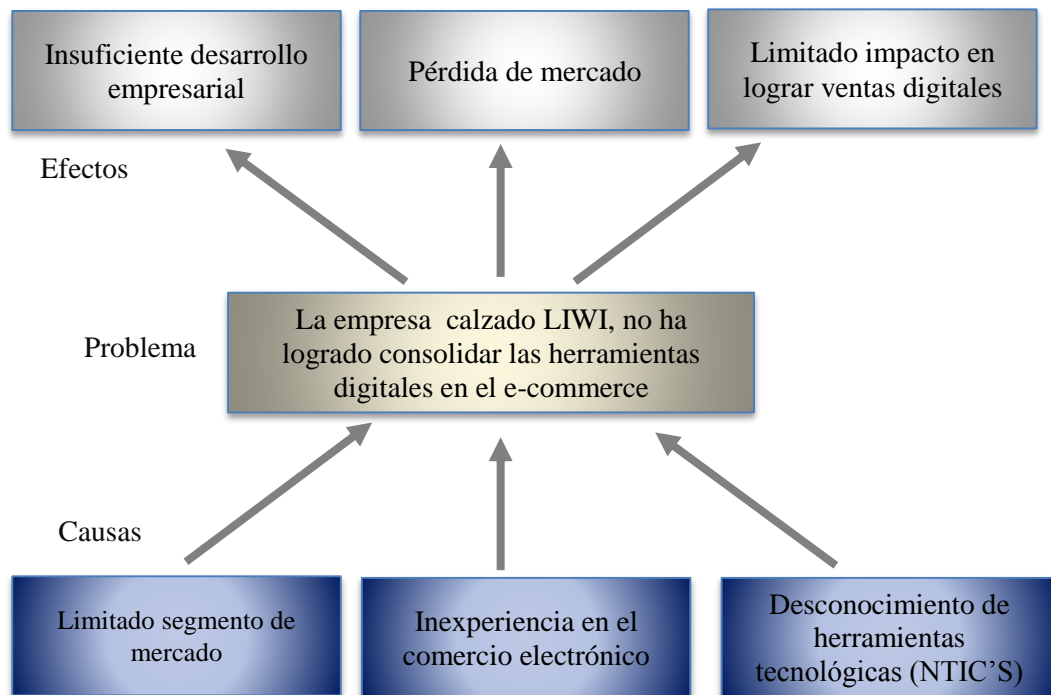 Insuficiente desarrollo
empresarial
Pérdida de mercado
Limitado impacto en
lograr ventas digitales
Efectos
Problema
La empresa  calzado LIWI, no ha
logrado consolidar las herramientas
digitales en el e-commerce
Causas
Limitado segmento de
mercado
Inexperiencia en el
comercio electrónico
Desconocimiento de
herramientas
tecnológicas (NTIC’S)